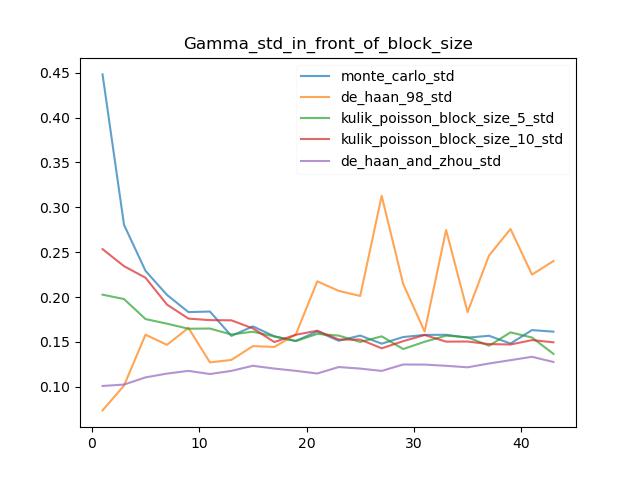 Gamma_std_in_front_of_block_size
monte_carlo_std
de_haan_98_std
kulik_poisson_block_size_5_std
kulik_poisson_block_size_10_std
de_haan_and_zhou_std
0.45
0.40
0.35
0.30
0.25
0.20
0.15
0.10
0 10 20 30 40